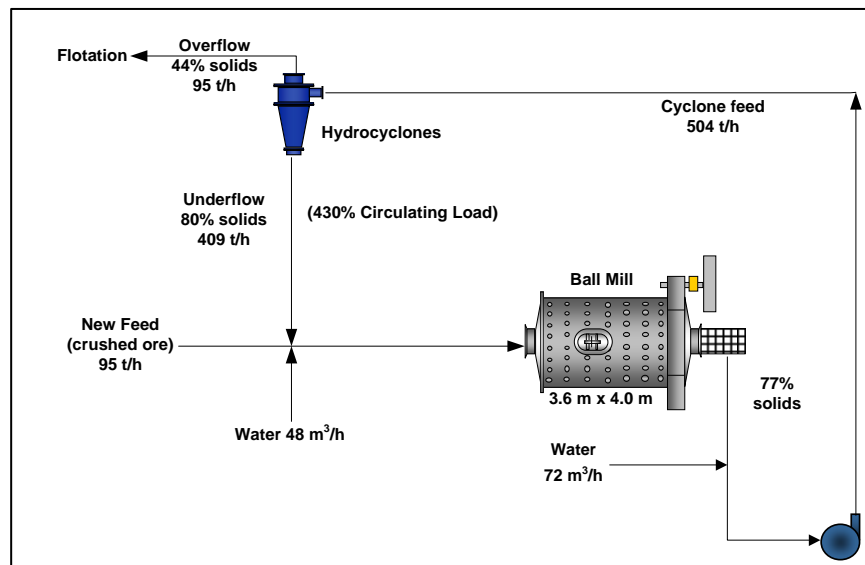 Overflow
44% solids
95 t/h
Flotation
Cyclone feed
504 t/h
Hydrocyclones
Underflow
80% solids
409 t/h
(430% Circulating Load)
Ball Mill
New Feed
(crushed ore)
95 t/h
3.6 m x 4.0 m
77%
solids
Water 48 m³/h
Water
72 m³/h